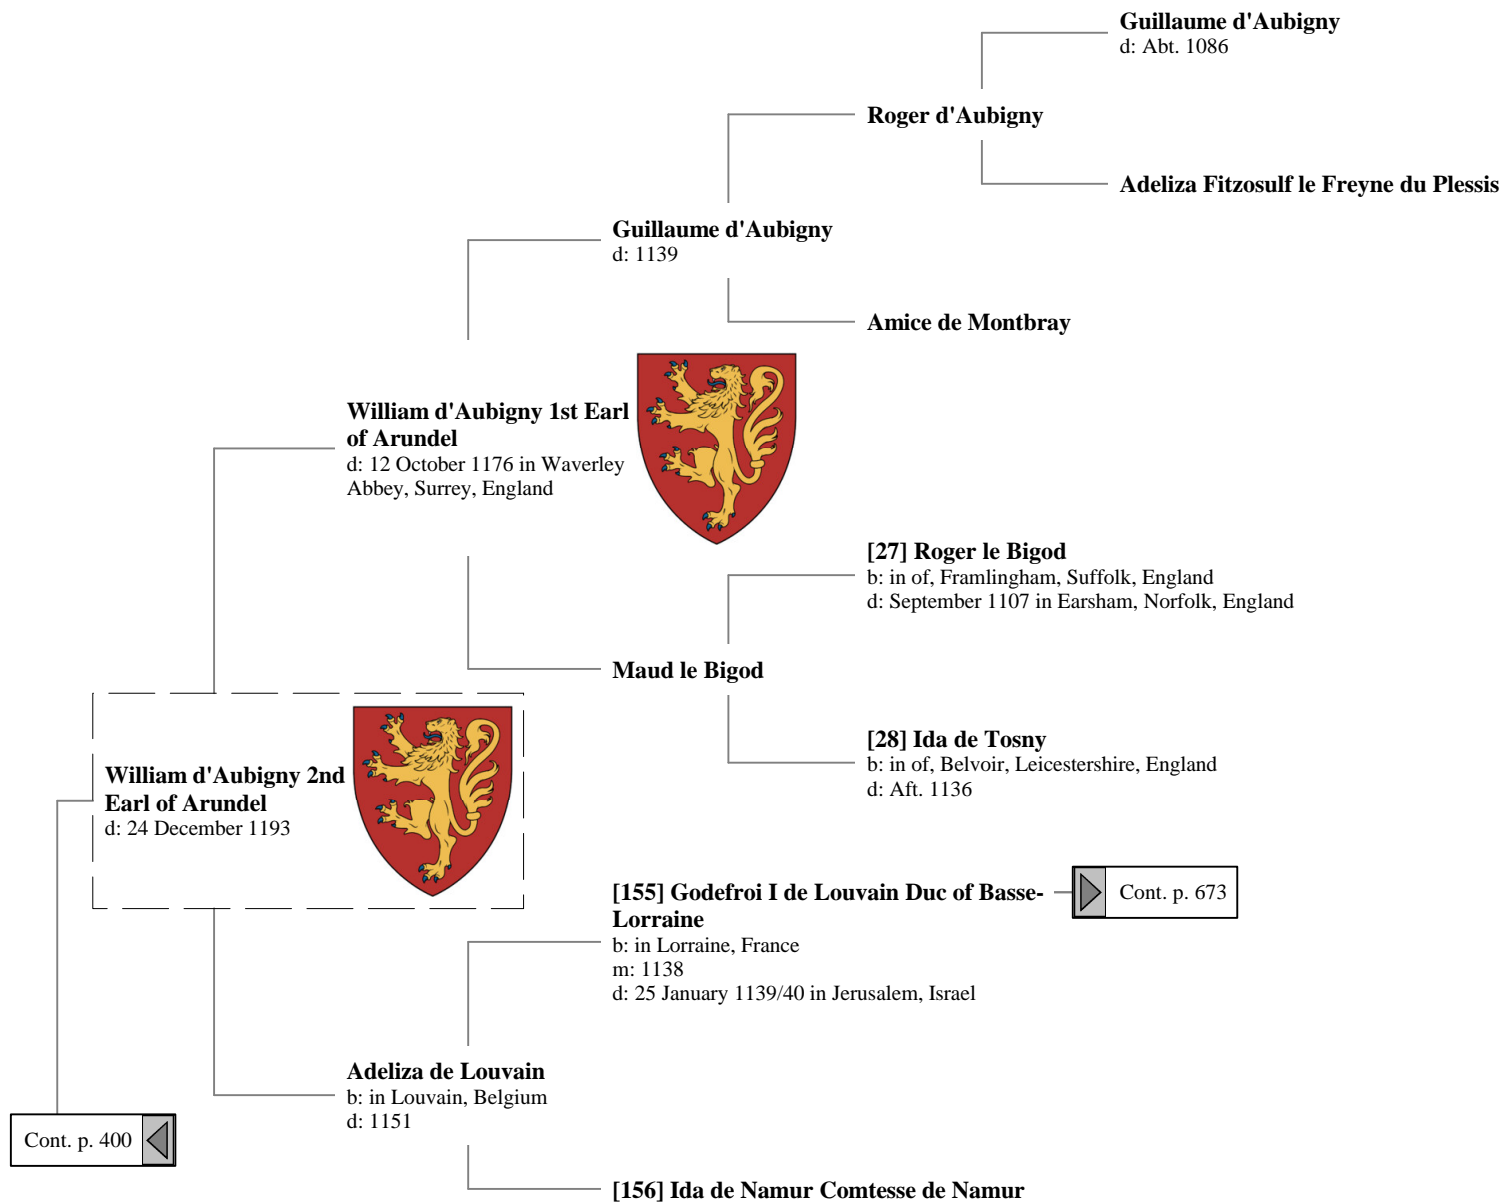 Guillaume d'Aubigny
d: Abt. 1086
Roger d'Aubigny
Adeliza Fitzosulf le Freyne du Plessis
Guillaume d'Aubigny
d: 1139
Amice de Montbray
William d'Aubigny 1st Earl
of Arundel
d: 12 October 1176 in Waverley
Abbey, Surrey, England
[27] Roger le Bigod
b: in of, Framlingham, Suffolk, England
d: September 1107 in Earsham, Norfolk, England
Maud le Bigod
[28] Ida de Tosny
b: in of, Belvoir, Leicestershire, England
d: Aft. 1136
William d'Aubigny 2nd
Earl of Arundel
d: 24 December 1193
[155] Godefroi I de Louvain Duc of Basse-
Lorraine
b: in Lorraine, France
m: 1138
d: 25 January 1139/40 in Jerusalem, Israel
Cont. p. 673
Adeliza de Louvain
b: in Louvain, Belgium
d: 1151
Cont. p. 400
[156] Ida de Namur Comtesse de Namur